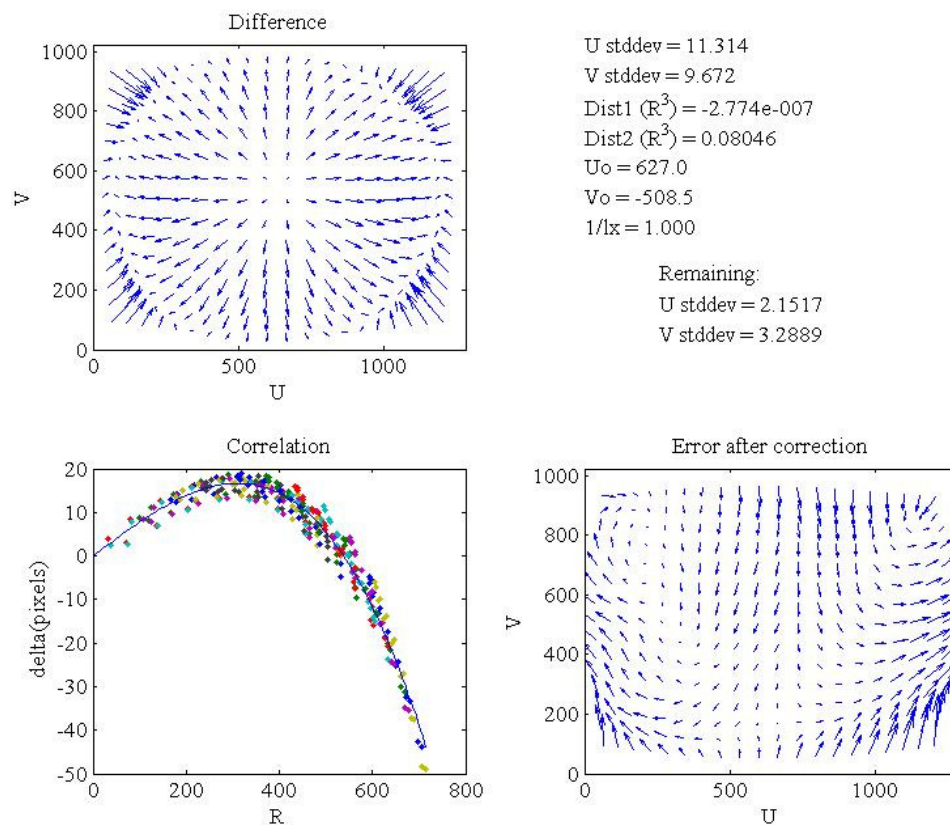 Difference
1000
800
600
400
200
0
V
0
500
1000
U
U stddev = 11.314
V stddev = 9.672
Dist1 (R^3) = -2.774e-007
Dist2 (R^3) = 0.08046
Uo = 627.0
Vo = -508.5
1/lx = 1.000
Remaining:
U stddev = 2.1517
V stddev = 3.2889
Correlation
20
10
0
-10
-20
-30
-40
-50
delta(pixels)
0
200
400
600
800
R
Error after correction
1000
800
600
400
200
0
V
0
500
1000
U